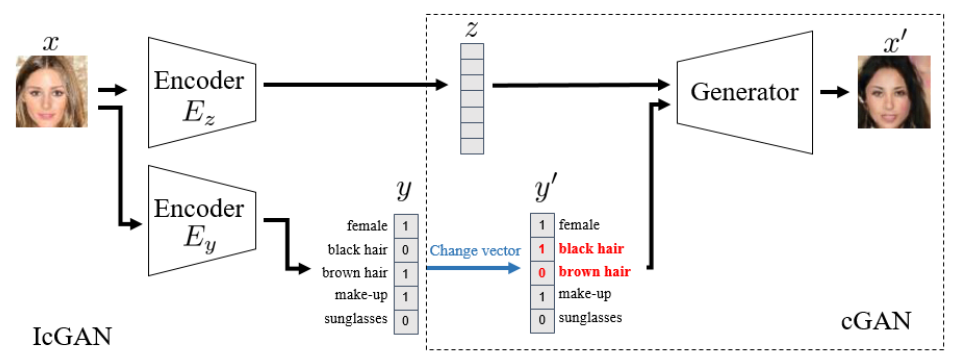 x
Encoder
E_z
z
Generator
x′
Encoder
E_y
y
female 1
black hair 0
brown hair 1
make-up 1
sunglasses 0
Change vector
y′
1 female
1 black hair
0 brown hair
1 make-up
0 sunglasses
IcGAN
cGAN